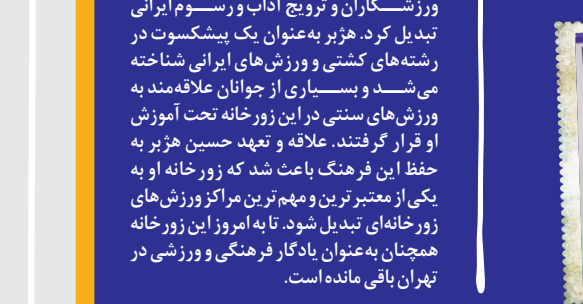 ورزشکاران و ترویج آداب و رسوم ایرانی
تبدیل کرد. هژبر به‌عنوان یک پیشکسوت در
رشته‌های کشتی و ورزش‌های ایرانی شناخته
می‌شد و بسیاری از جوانان علاقه‌مند به
ورزش‌های سنتی در این زورخانه تحت آموزش
او قرار گرفتند. علاقه و تعهد حسین هژبر به
حفظ این فرهنگ باعث شد که زورخانه او به
یکی از معتبرترین و مهم‌ترین مراکز ورزش‌های
زورخانه‌ای تبدیل شود. تا به امروز این زورخانه
همچنان به‌عنوان یادگار فرهنگی و ورزشی در
تهران باقی مانده است.